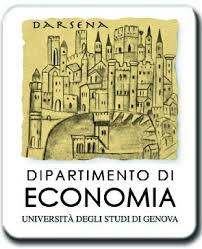 DARSENA
DIPARTIMENTO DI
ECONOMIA
UNIVERSITÀ DEGLI STUDI DI GENOVA